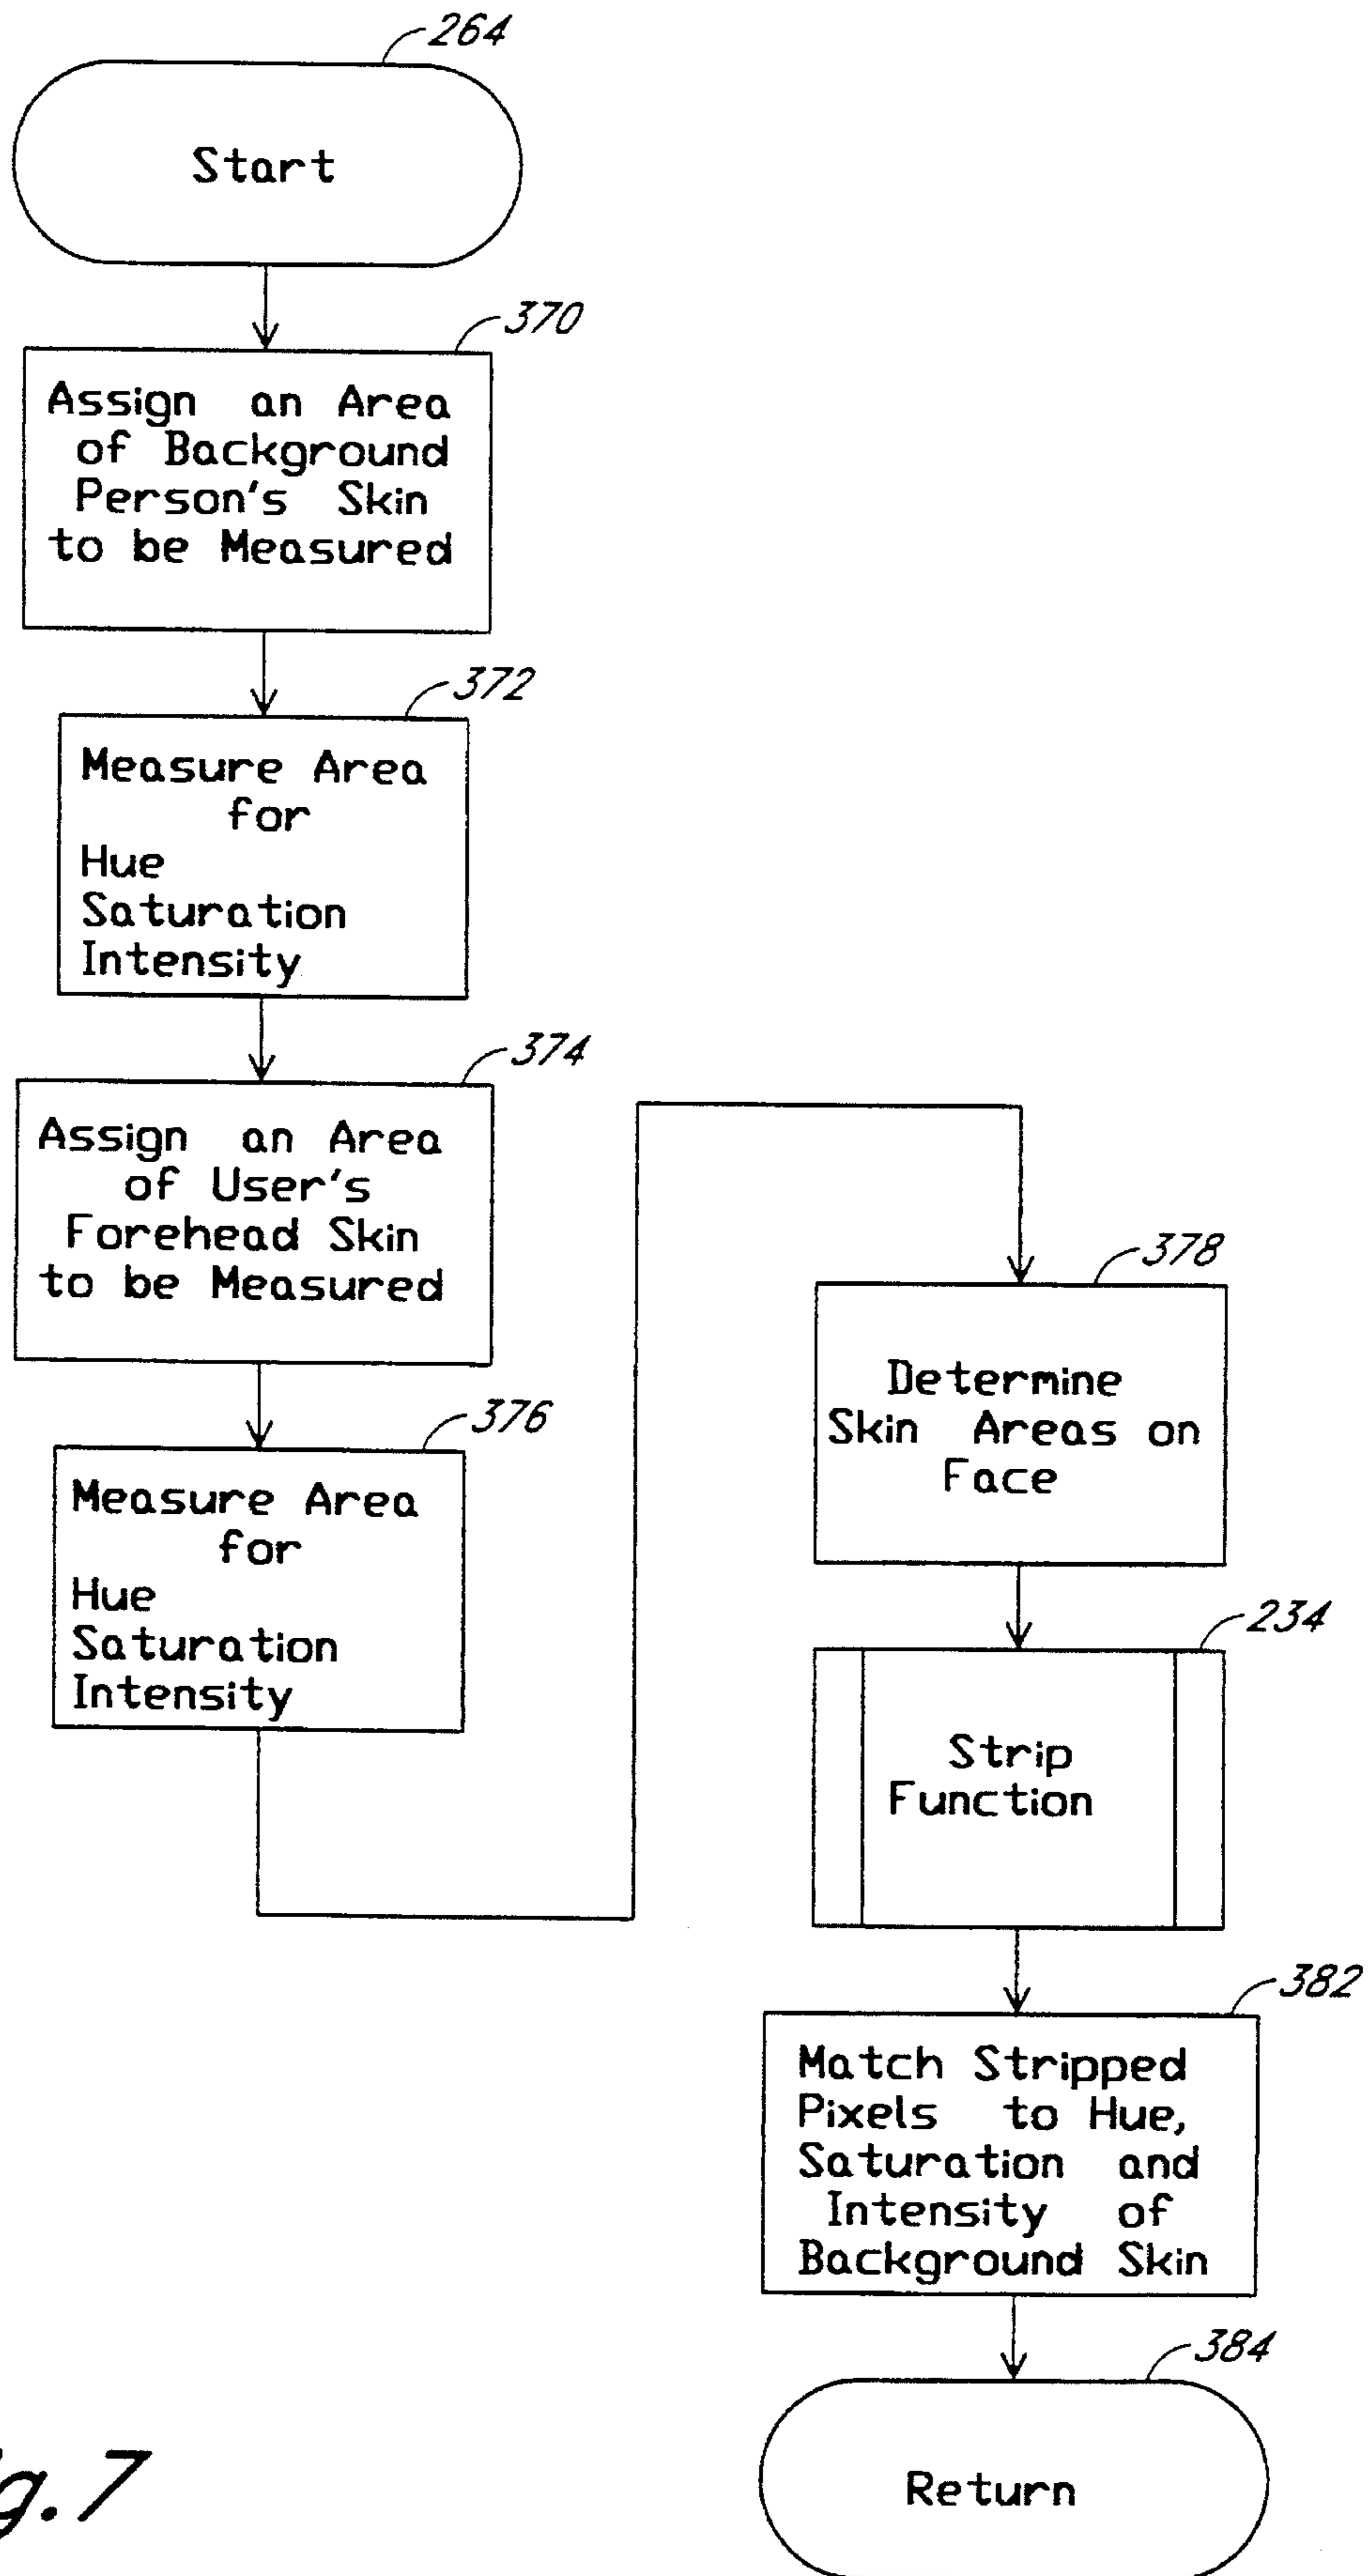 264
Start
370
Assign an Area
of Background
Person's Skin
to be Measured
372
Measure Area
for
Hue
Saturation
Intensity
374
Assign an Area
of User's
Forehead Skin
to be Measured
376
Measure Area
for
Hue
Saturation
Intensity
378
Determine
Skin Areas on
Face
234
Strip
Function
382
Match Stripped
Pixels to Hue,
Saturation and
Intensity of
Background Skin
384
Return
g.7